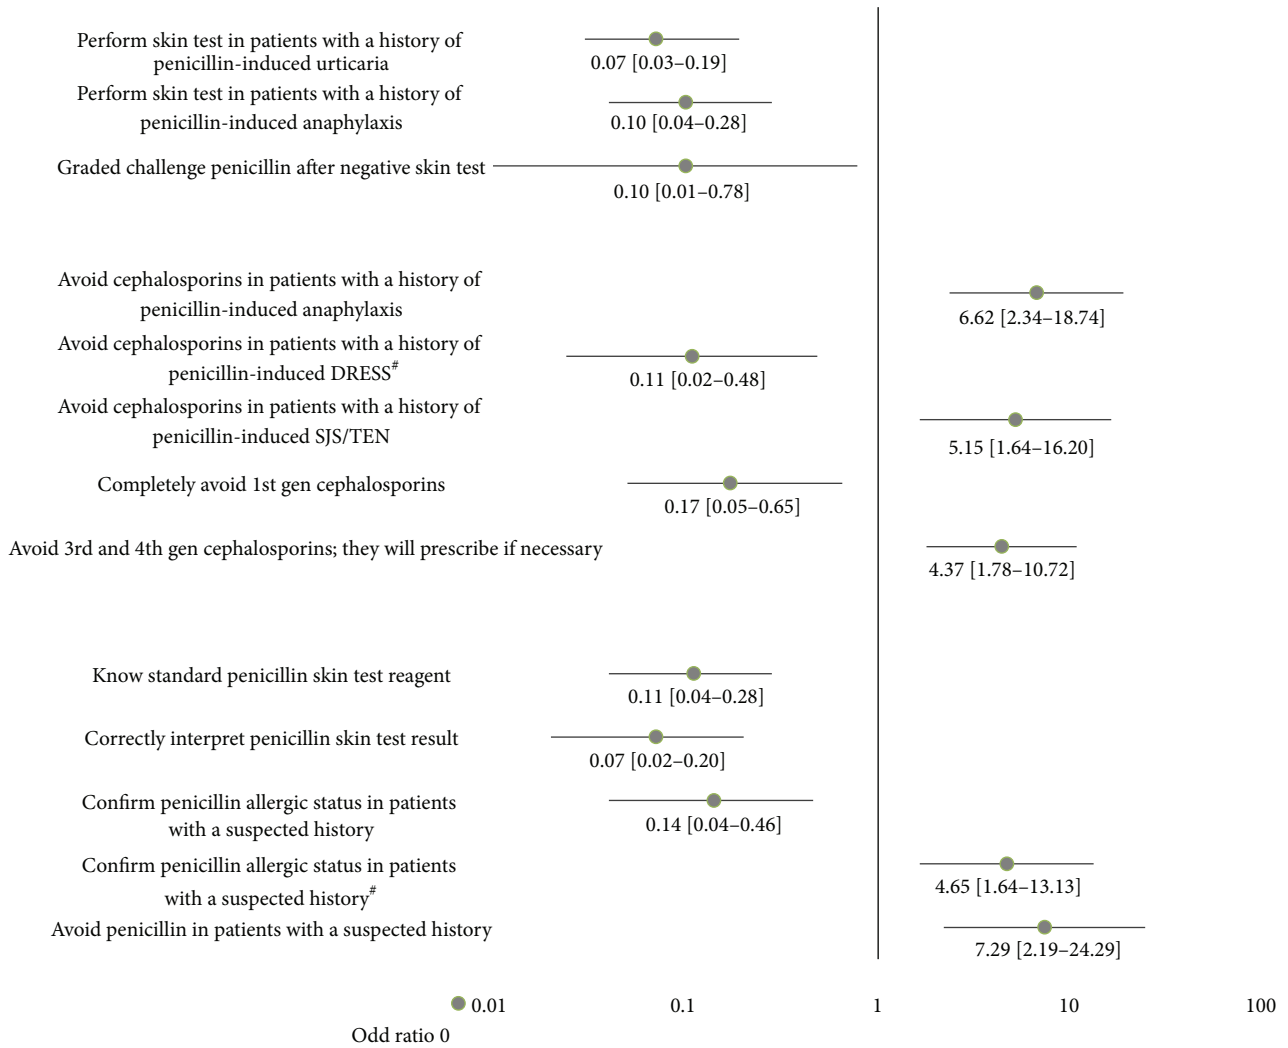 Perform skin test in patients with a history of
penicillin-induced urticaria
0.07 [0.03–0.19]
Perform skin test in patients with a history of
penicillin-induced anaphylaxis
0.10 [0.04–0.28]
Graded challenge penicillin after negative skin test
0.10 [0.01–0.78]
Avoid cephalosporins in patients with a history of
penicillin-induced anaphylaxis
6.62 [2.34–18.74]
Avoid cephalosporins in patients with a history of
penicillin-induced DRESS#
0.11 [0.02–0.48]
Avoid cephalosporins in patients with a history of
penicillin-induced SJS/TEN
5.15 [1.64–16.20]
Completely avoid 1st gen cephalosporins
0.17 [0.05–0.65]
Avoid 3rd and 4th gen cephalosporins; they will prescribe if necessary
4.37 [1.78–10.72]
Know standard penicillin skin test reagent
0.11 [0.04–0.28]
Correctly interpret penicillin skin test result
0.07 [0.02–0.20]
Confirm penicillin allergic status in patients
with a suspected history
0.14 [0.04–0.46]
Confirm penicillin allergic status in patients
with a suspected history#
4.65 [1.64–13.13]
Avoid penicillin in patients with a suspected history
7.29 [2.19–24.29]
0.01 0.1 1 10 100
Odd ratio 0